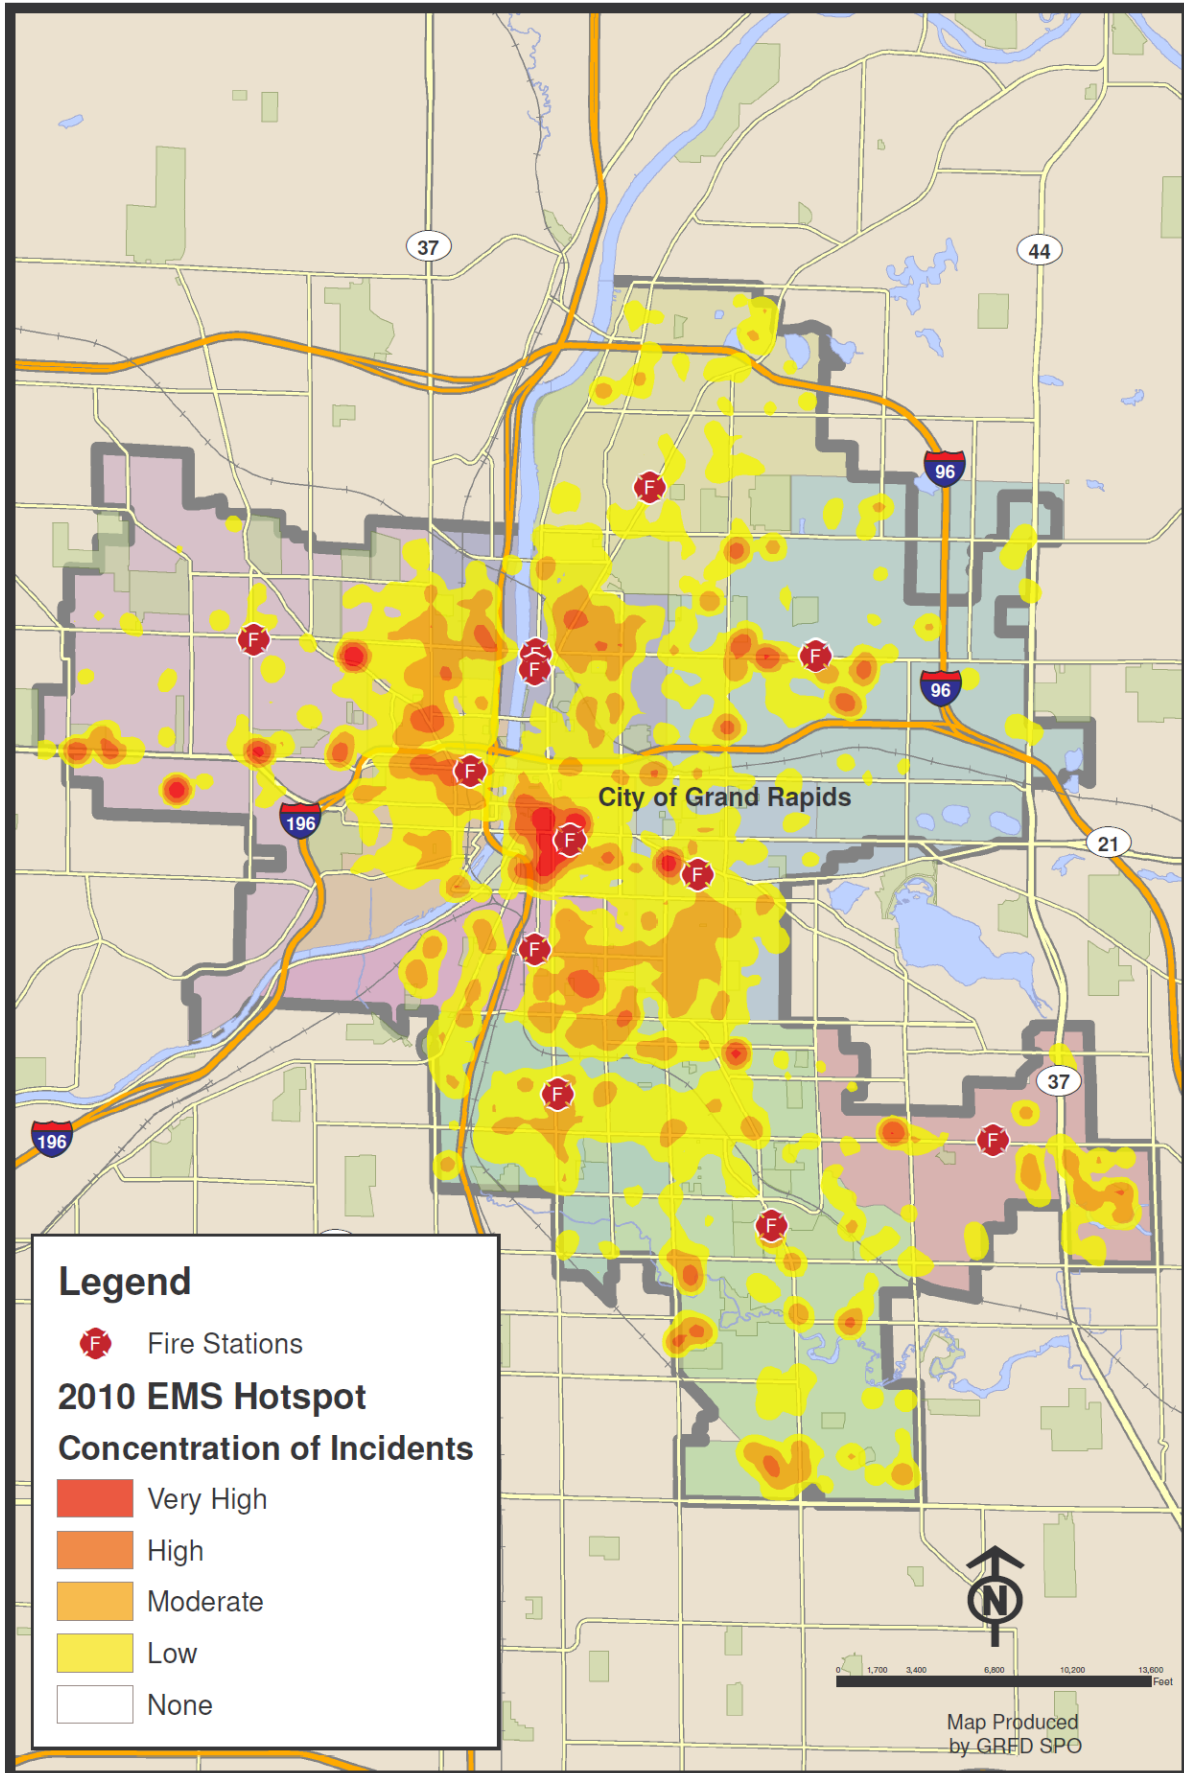 37
44
96
F
F
F
F
F
96
F
City of Grand Rapids
196
F
21
F
F
37
F
196
F
F
Legend
F
Fire Stations
2010 EMS Hotspot
Concentration of Incidents
Very High
High
Moderate
Low
None
N
0 1,700 3,400 6,800 10,200 13,600
Feet
Map Produced
by GRFD SPO